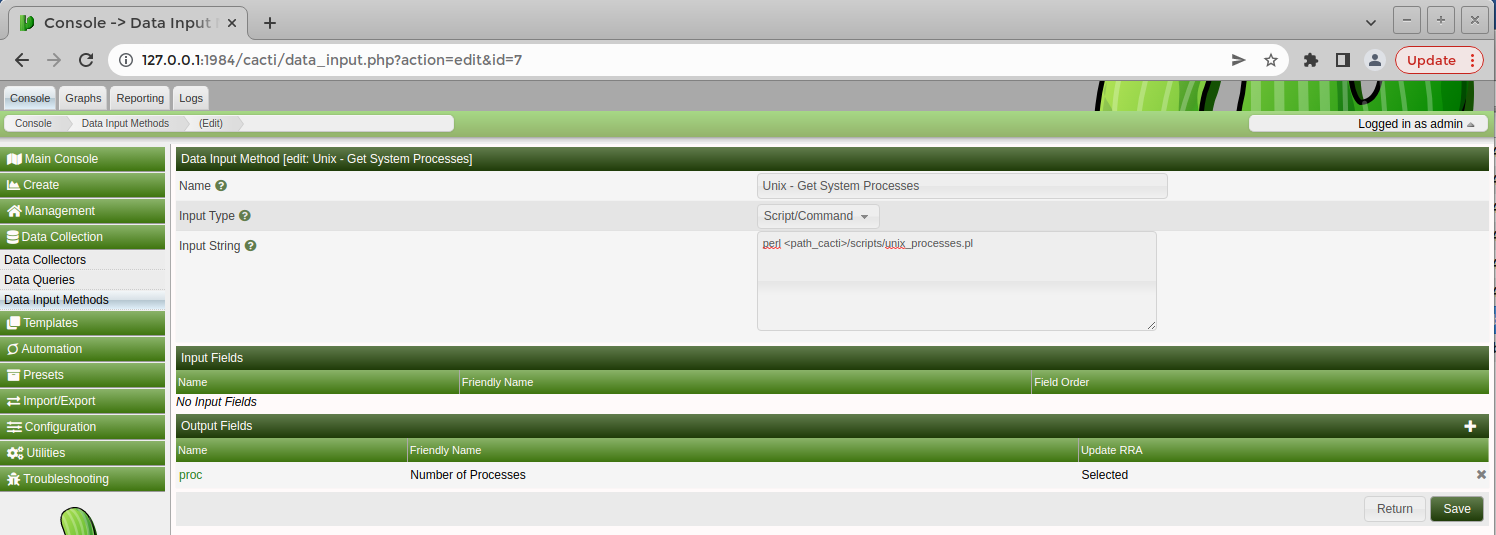 Console -> Data Input
127.0.0.1:1984/cacti/data_input.php?action=edit&id=7
Update
Console Graphs Reporting Logs
Console Data Input Methods (Edit)
Logged in as admin
Main Console
Create
Management
Data Collection
Data Collectors
Data Queries
Data Input Methods
Templates
Automation
Presets
Import/Export
Configuration
Utilities
Troubleshooting
Data Input Method [edit: Unix - Get System Processes]
Name Unix - Get System Processes
Input Type Script/Command
Input String perl <path_cacti>/scripts/unix_processes.pl
Input Fields
Name Friendly Name Field Order
No Input Fields
Output Fields
Name Friendly Name Update RRA
proc Number of Processes Selected
Return Save